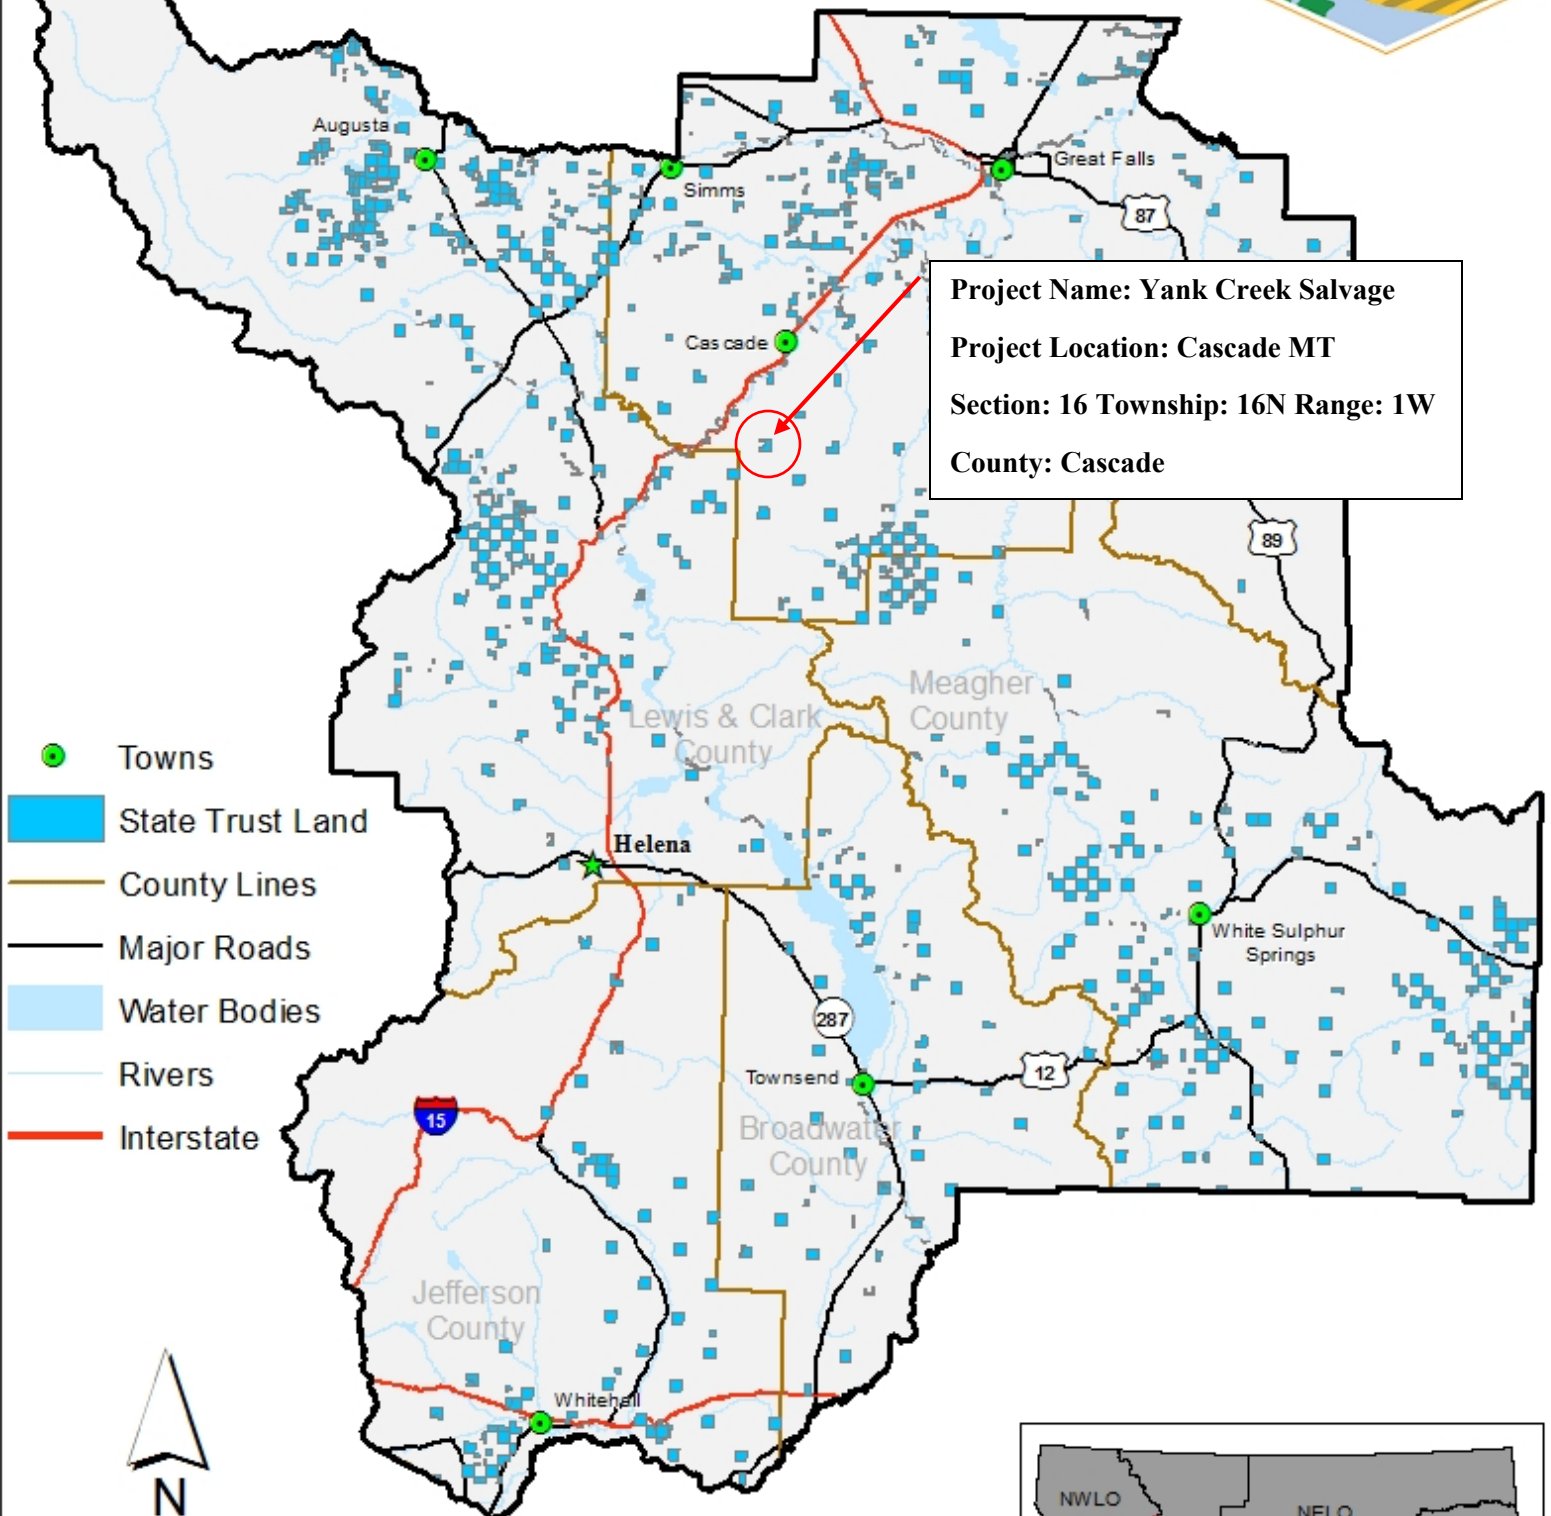 Augusta
Simms
Great Falls
87
Project Name: Yank Creek Salvage
Project Location: Cascade MT
Section: 16 Township: 16N Range: 1W
County: Cascade
Cascade
89
Meagher
County
Lewis & Clark
County
Towns
State Trust Land
County Lines
Major Roads
Water Bodies
Rivers
Interstate
Helena
White Sulphur
Springs
287
Townsend
12
15
Broadwater
County
Jefferson
County
Whitehall
N
NWLO
NELO